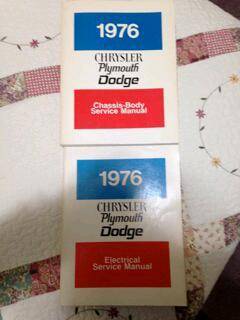 1976
CHRYSLER
Plymouth
Dodge
Chassis-Body
Service Manual
1976
CHRYSLER
Plymouth
Dodge
Electrical
Service Manual